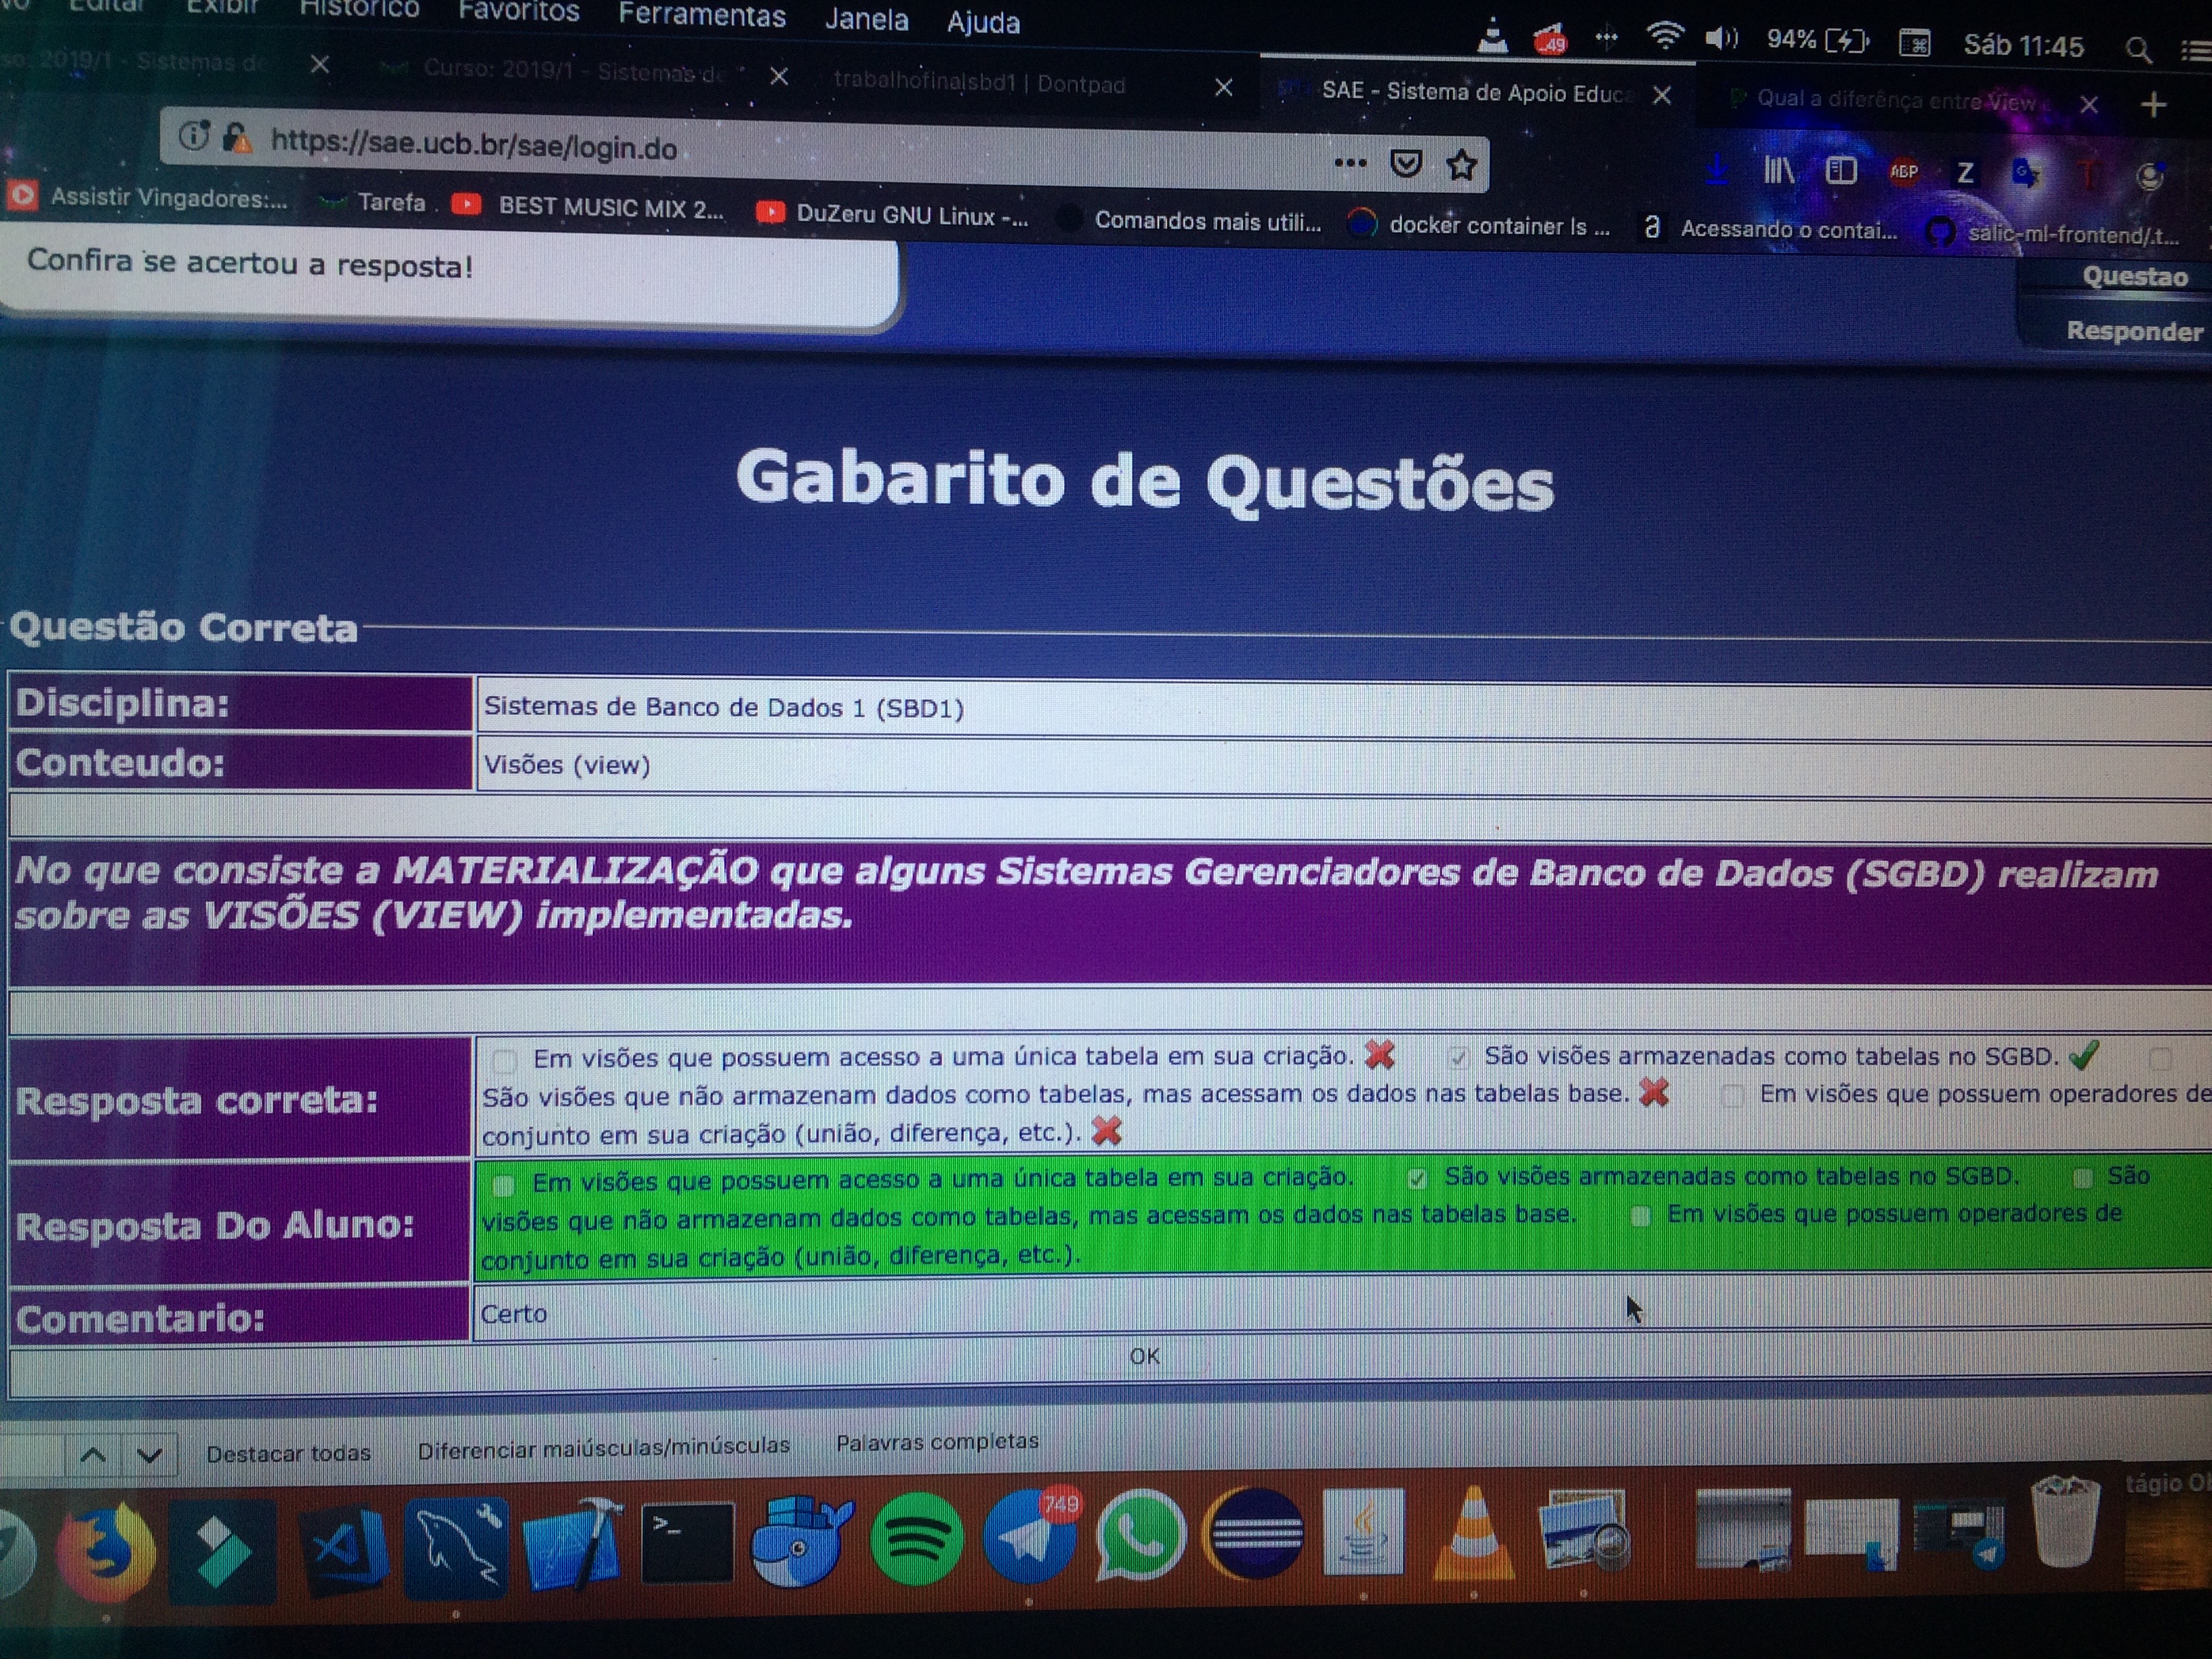 Editar Exibir Histórico Favoritos Ferramentas Janela Ajuda
49 94% Sáb 11:45
so: 2019/1 - Sistemas de Curso: 2019/1 - Sistemas de trabalhofinalsbd1 | Dontpad SAE - Sistema de Apoio Educa Qual a diferença entre View e
https://sae.ucb.br/sae/login.do ABP Z
Assistir Vingadores:... Tarefa BEST MUSIC MIX 2... DuZeru GNU Linux -... Comandos mais utili... docker container ls ... a Acessando o contai... salic-ml-frontend/.t...
Confira se acertou a resposta!
Questao
Responder
Gabarito de Questões
Questão Correta
Disciplina: Sistemas de Banco de Dados 1 (SBD1)
Conteudo: Visões (view)
No que consiste a MATERIALIZAÇÃO que alguns Sistemas Gerenciadores de Banco de Dados (SGBD) realizam
sobre as VISÕES (VIEW) implementadas.
Resposta correta: Em visões que possuem acesso a uma única tabela em sua criação. São visões armazenadas como tabelas no SGBD.
São visões que não armazenam dados como tabelas, mas acessam os dados nas tabelas base. Em visões que possuem operadores de
conjunto em sua criação (união, diferença, etc.).
Resposta Do Aluno: Em visões que possuem acesso a uma única tabela em sua criação. São visões armazenadas como tabelas no SGBD. São
visões que não armazenam dados como tabelas, mas acessam os dados nas tabelas base. Em visões que possuem operadores de
conjunto em sua criação (união, diferença, etc.).
Comentario: Certo
OK
Destacar todas Diferenciar maiúsculas/minúsculas Palavras completas
749
tágio